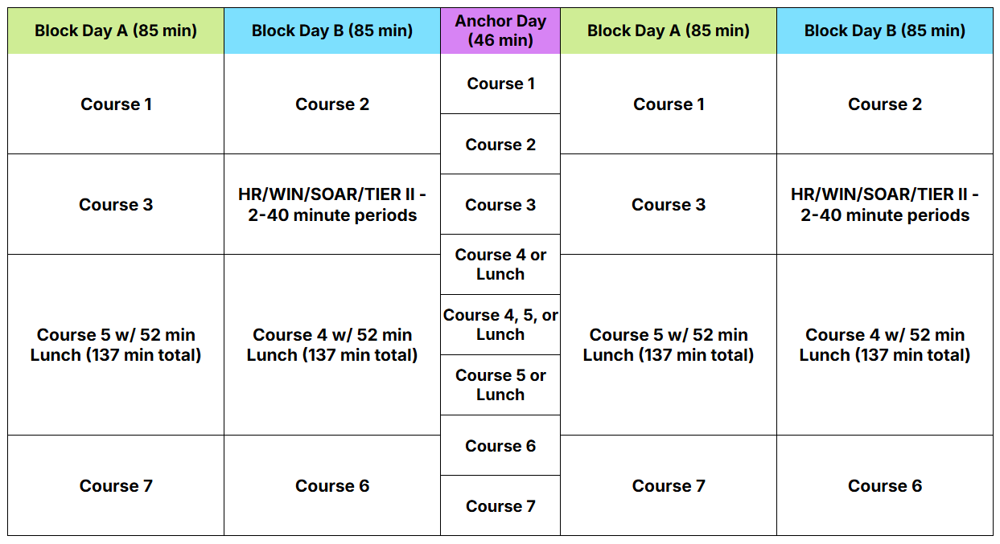 Block Day A (85 min)
Block Day B (85 min)
Anchor Day
(46 min)
Block Day A (85 min)
Block Day B (85 min)
Course 1
Course 3
Course 5 w/ 52 min
Lunch (137 min total)
Course 7
Course 2
HR/WIN/SOAR/TIER II -
2-40 minute periods
Course 4 w/ 52 min
Lunch (137 min total)
Course 6
Course 1
Course 2
Course 3
Course 4 or
Lunch
Course 4, 5, or
Lunch
Course 5 or
Lunch
Course 6
Course 7
Course 1
Course 3
Course 5 w/ 52 min
Lunch (137 min total)
Course 7
Course 2
HR/WIN/SOAR/TIER II -
2-40 minute periods
Course 4 w/ 52 min
Lunch (137 min total)
Course 6